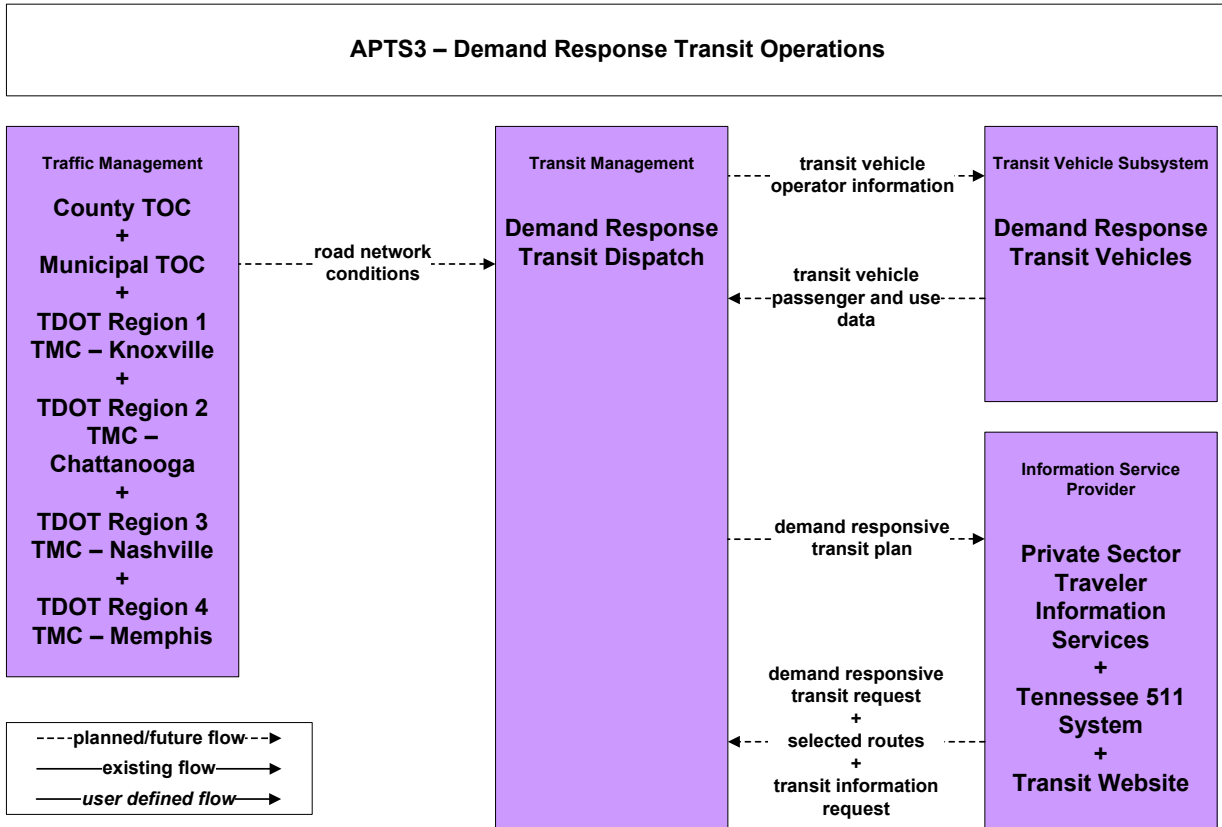 APTS3 – Demand Response Transit Operations
Traffic Management
County TOC
+
Municipal TOC
+
TDOT Region 1
TMC – Knoxville
+
TDOT Region 2
TMC –
Chattanooga
+
TDOT Region 3
TMC – Nashville
+
TDOT Region 4
TMC – Memphis
road network
conditions
Transit Management
Demand Response
Transit Dispatch
transit vehicle
operator information
transit vehicle
passenger and use
data
Transit Vehicle Subsystem
Demand Response
Transit Vehicles
demand responsive
transit plan
demand responsive
transit request
+
selected routes
+
transit information
request
Information Service
Provider
Private Sector
Traveler
Information
Services
+
Tennessee 511
System
+
Transit Website
planned/future flow
existing flow
user defined flow